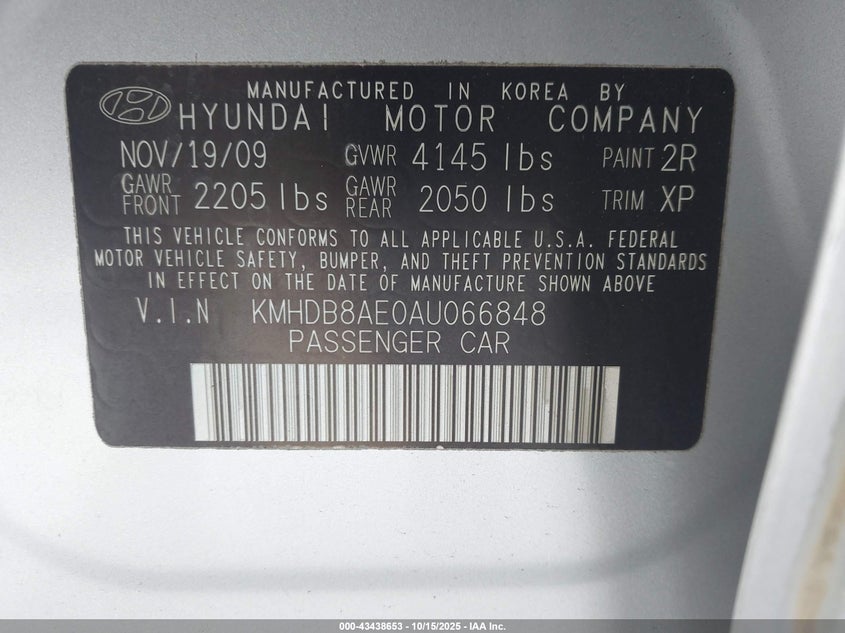 MANUFACTURED IN KOREA BY
HYUNDAI MOTOR COMPANY
NOV/19/09 GVWR 4145 lbs PAINT 2R
GAWR FRONT 2205 lbs GAWR REAR 2050 lbs TRIM XP
THIS VEHICLE CONFORMS TO ALL APPLICABLE U.S.A. FEDERAL
MOTOR VEHICLE SAFETY, BUMPER, AND THEFT PREVENTION STANDARDS
IN EFFECT ON THE DATE OF MANUFACTURE SHOWN ABOVE
V.I.N KMHDB8AE0AU066848
PASSENGER CAR
000-43438653 - 10/15/2025 - IAA Inc.